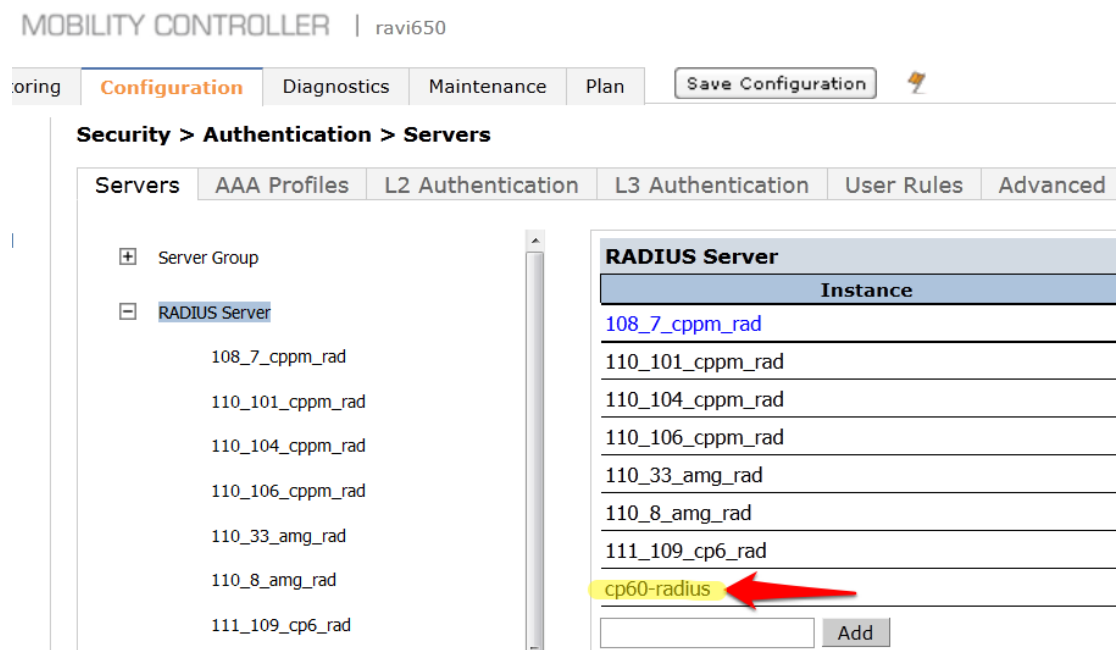 MOBILITY CONTROLLER | ravi650
toring Configuration Diagnostics Maintenance Plan Save Configuration
Security > Authentication > Servers
Servers AAA Profiles L2 Authentication L3 Authentication User Rules Advanced
Server Group
RADIUS Server
108_7_cppm_rad
110_101_cppm_rad
110_104_cppm_rad
110_106_cppm_rad
110_33_amg_rad
110_8_amg_rad
111_109_cp6_rad
RADIUS Server
Instance
108_7_cppm_rad
110_101_cppm_rad
110_104_cppm_rad
110_106_cppm_rad
110_33_amg_rad
110_8_amg_rad
111_109_cp6_rad
cp60-radius
Add